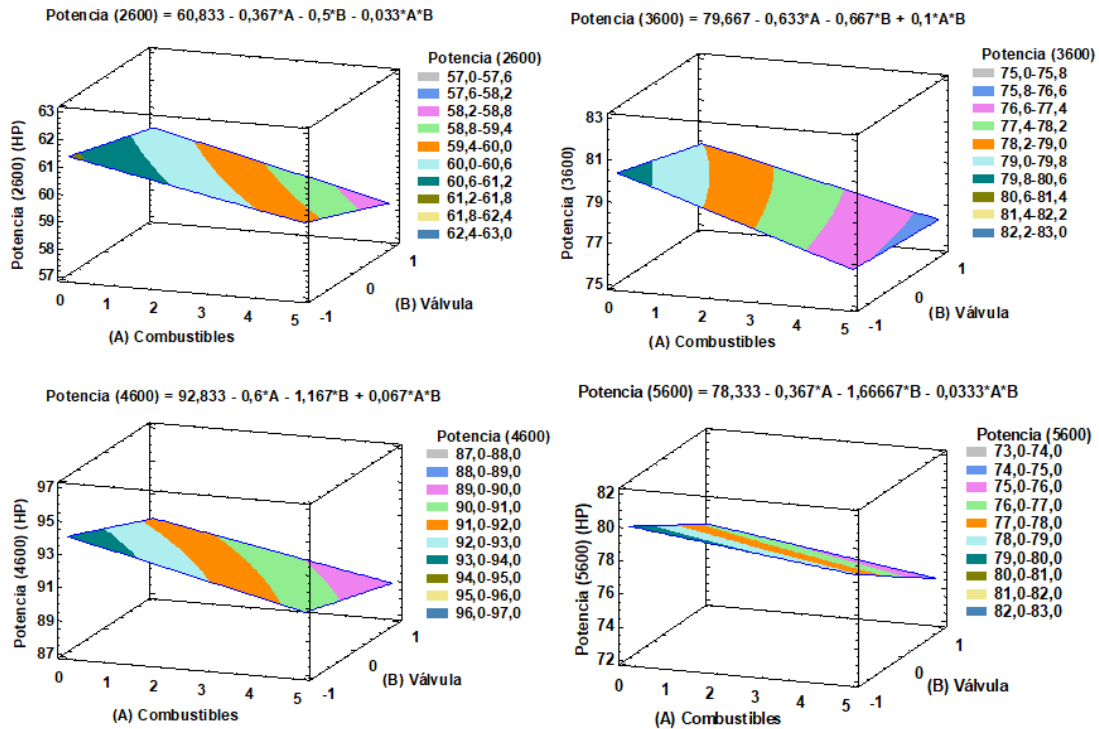 Potencia (2600) = 60,833 - 0,367*A - 0,5*B - 0,033*A*B
Potencia (2600)
57,0-57,6
57,6-58,2
58,2-58,8
58,8-59,4
59,4-60,0
60,0-60,6
60,6-61,2
61,2-61,8
61,8-62,4
62,4-63,0
Potencia (2600) (HP)
63
62
61
60
59
58
57
0 1 2 3 4 5
(A) Combustibles
-1 0 1
(B) Válvula
Potencia (3600) = 79,667 - 0,633*A - 0,667*B + 0,1*A*B
Potencia (3600)
75,0-75,8
75,8-76,6
76,6-77,4
77,4-78,2
78,2-79,0
79,0-79,8
79,8-80,6
80,6-81,4
81,4-82,2
82,2-83,0
Potencia (3600)
83
81
79
77
75
0 1 2 3 4 5
(A) Combustibles
-1 0 1
(B) Válvula
Potencia (4600) = 92,833 - 0,6*A - 1,167*B + 0,067*A*B
Potencia (4600)
87,0-88,0
88,0-89,0
89,0-90,0
90,0-91,0
91,0-92,0
92,0-93,0
93,0-94,0
94,0-95,0
95,0-96,0
96,0-97,0
Potencia (4600) (HP)
97
95
93
91
89
87
0 1 2 3 4 5
(A) Combustibles
-1 0 1
(B) Válvula
Potencia (5600) = 78,333 - 0,367*A - 1,66667*B - 0,0333*A*B
Potencia (5600)
73,0-74,0
74,0-75,0
75,0-76,0
76,0-77,0
77,0-78,0
78,0-79,0
79,0-80,0
80,0-81,0
81,0-82,0
82,0-83,0
Potencia (5600) (HP)
82
80
78
76
74
72
0 1 2 3 4 5
(A) Combustibles
-1 0 1
(B) Válvula